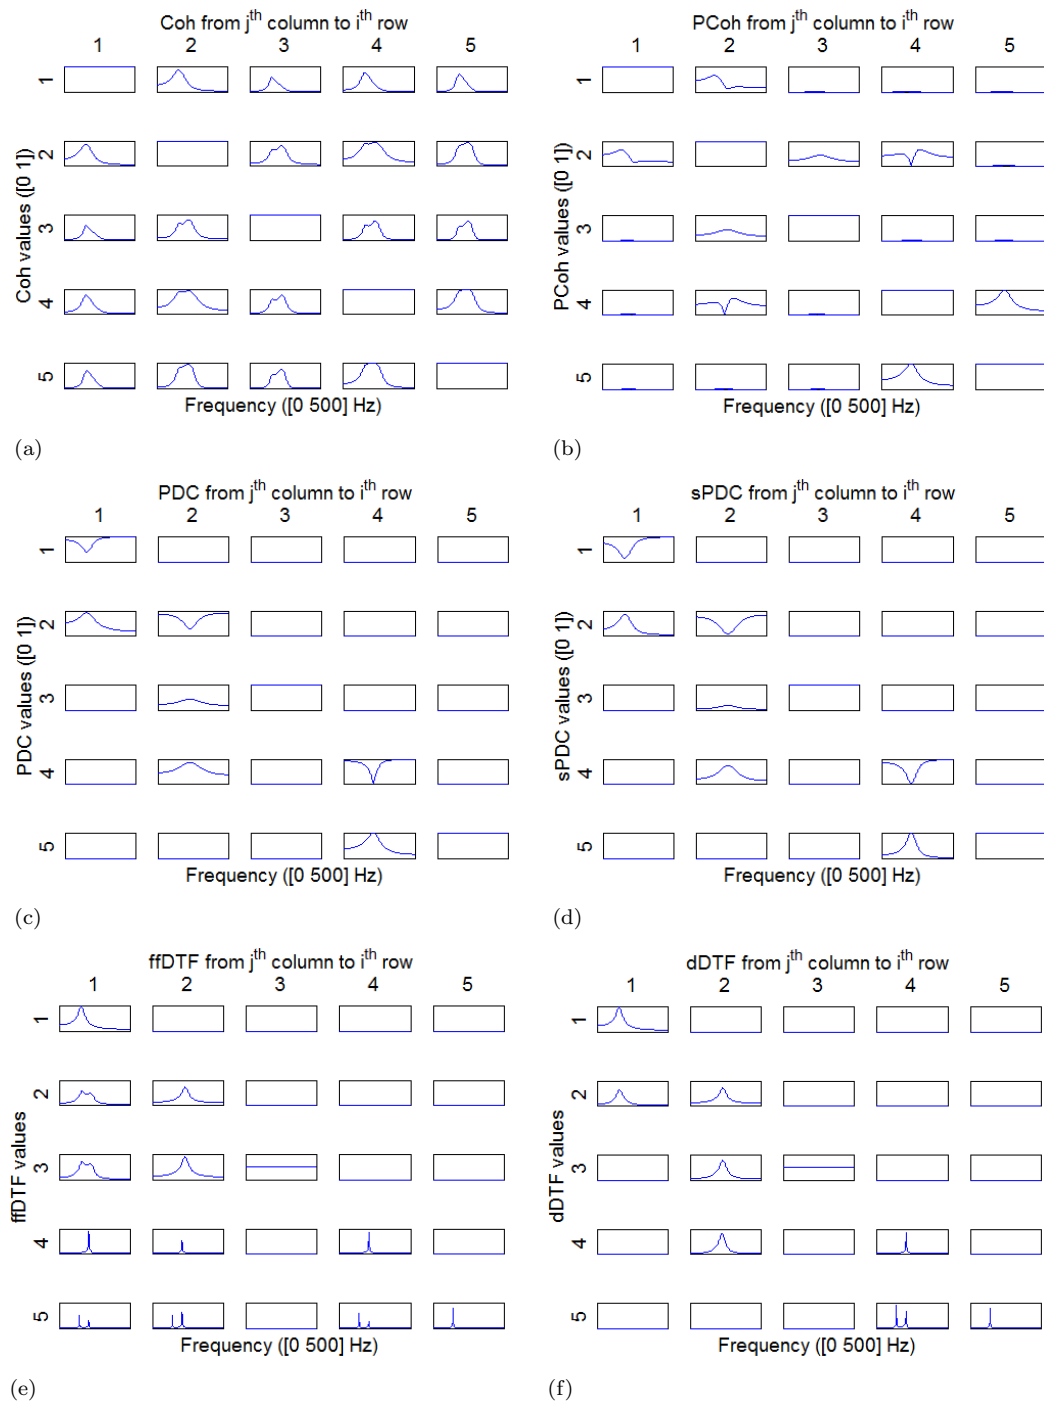 Coh from jth column to ith row
1 2 3 4 5
1
2
3
4
5
Coh values ([0 1])
Frequency ([0 500] Hz)
(a)
PCoh from jth column to ith row
1 2 3 4 5
1
2
3
4
5
PCoh values ([0 1])
Frequency ([0 500] Hz)
(b)
PDC from jth column to ith row
1 2 3 4 5
1
2
3
4
5
PDC values ([0 1])
Frequency ([0 500] Hz)
(c)
sPDC from jth column to ith row
1 2 3 4 5
1
2
3
4
5
sPDC values ([0 1])
Frequency ([0 500] Hz)
(d)
ffDTF from jth column to ith row
1 2 3 4 5
1
2
3
4
5
ffDTF values
Frequency ([0 500] Hz)
(e)
dDTF from jth column to ith row
1 2 3 4 5
1
2
3
4
5
dDTF values
Frequency ([0 500] Hz)
(f)